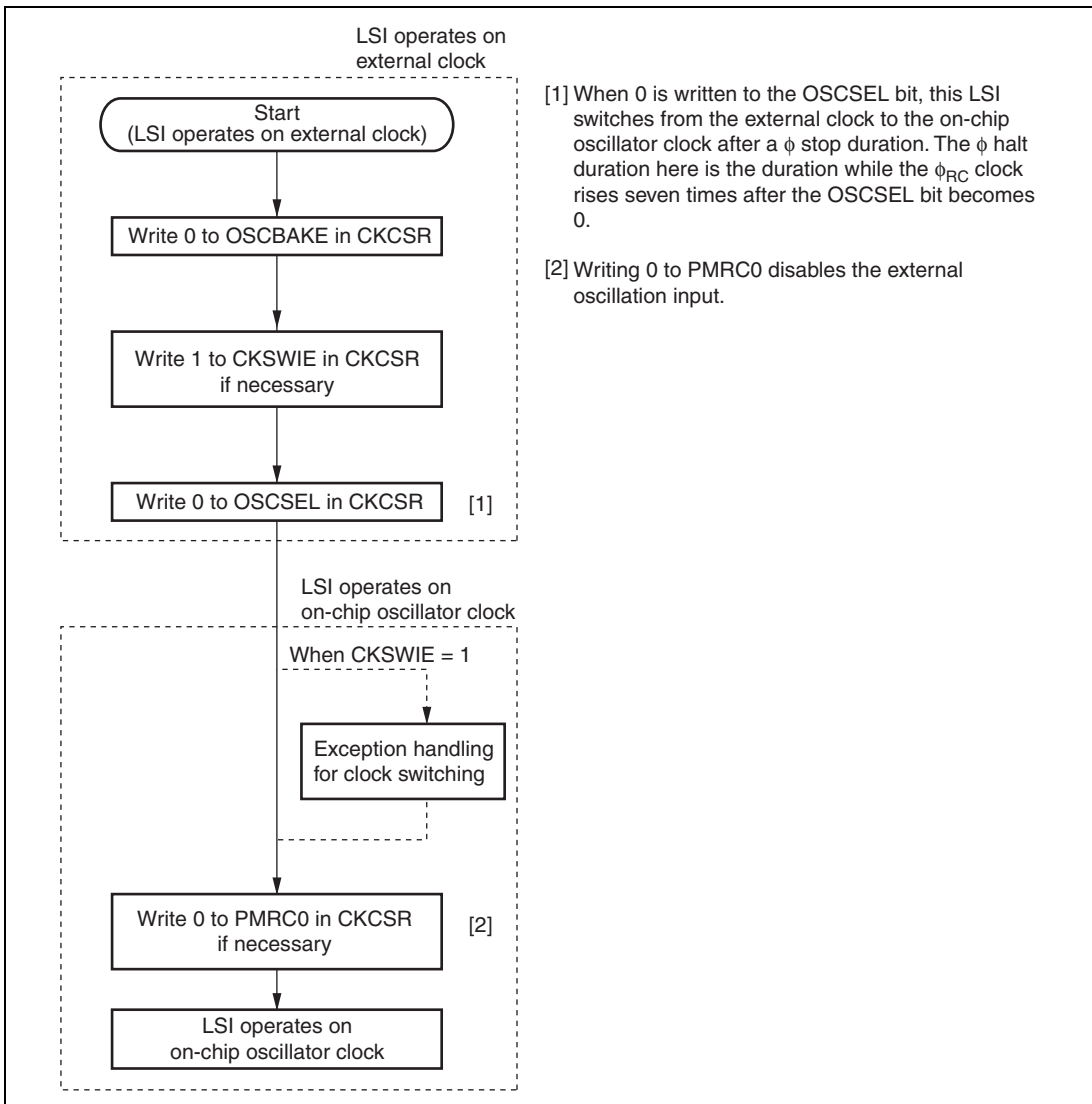 LSI operates on
external clock
Start
(LSI operates on external clock)
Write 0 to OSCBAKE in CKCSR
Write 1 to CKSWIE in CKCSR
if necessary
Write 0 to OSCSEL in CKCSR
[1]
LSI operates on
on-chip oscillator clock
When CKSWIE = 1
Exception handling
for clock switching
Write 0 to PMRC0 in CKCSR
if necessary
[2]
LSI operates on
on-chip oscillator clock
[1] When 0 is written to the OSCSEL bit, this LSI
switches from the external clock to the on-chip
oscillator clock after a ϕ stop duration. The ϕ halt
duration here is the duration while the ϕRC clock
rises seven times after the OSCSEL bit becomes
0.
[2] Writing 0 to PMRC0 disables the external
oscillation input.